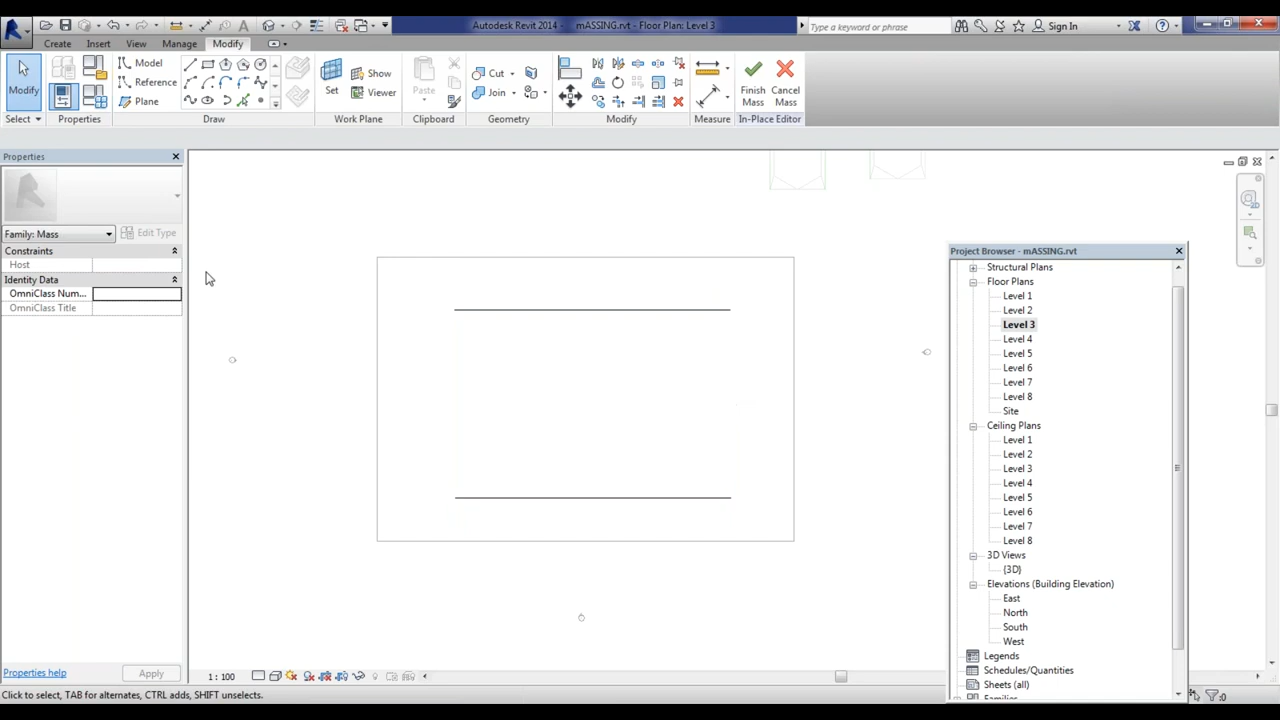 Autodesk Revit 2014 - mASSING.rvt - Floor Plan: Level 3
Type a keyword or phrase
Sign In
Create
Insert
View
Manage
Modify
Modify
Select
Properties
Model
Reference
Plane
Draw
Set
Show
Viewer
Work Plane
Paste
Clipboard
Cut
Join
Geometry
Modify
Measure
Finish Mass
Cancel Mass
In-Place Editor
Properties
Family: Mass
Edit Type
Constraints
Host
Identity Data
OmniClass Num...
OmniClass Title
Properties help
Apply
1 : 100
Click to select, TAB for alternates, CTRL adds, SHIFT unselects.
Project Browser - mASSING.rvt
Structural Plans
Floor Plans
Level 1
Level 2
Level 3
Level 4
Level 5
Level 6
Level 7
Level 8
Site
Ceiling Plans
Level 1
Level 2
Level 3
Level 4
Level 5
Level 6
Level 7
Level 8
3D Views
{3D}
Elevations (Building Elevation)
East
North
South
West
Legends
Schedules/Quantities
Sheets (all)
Families
:0